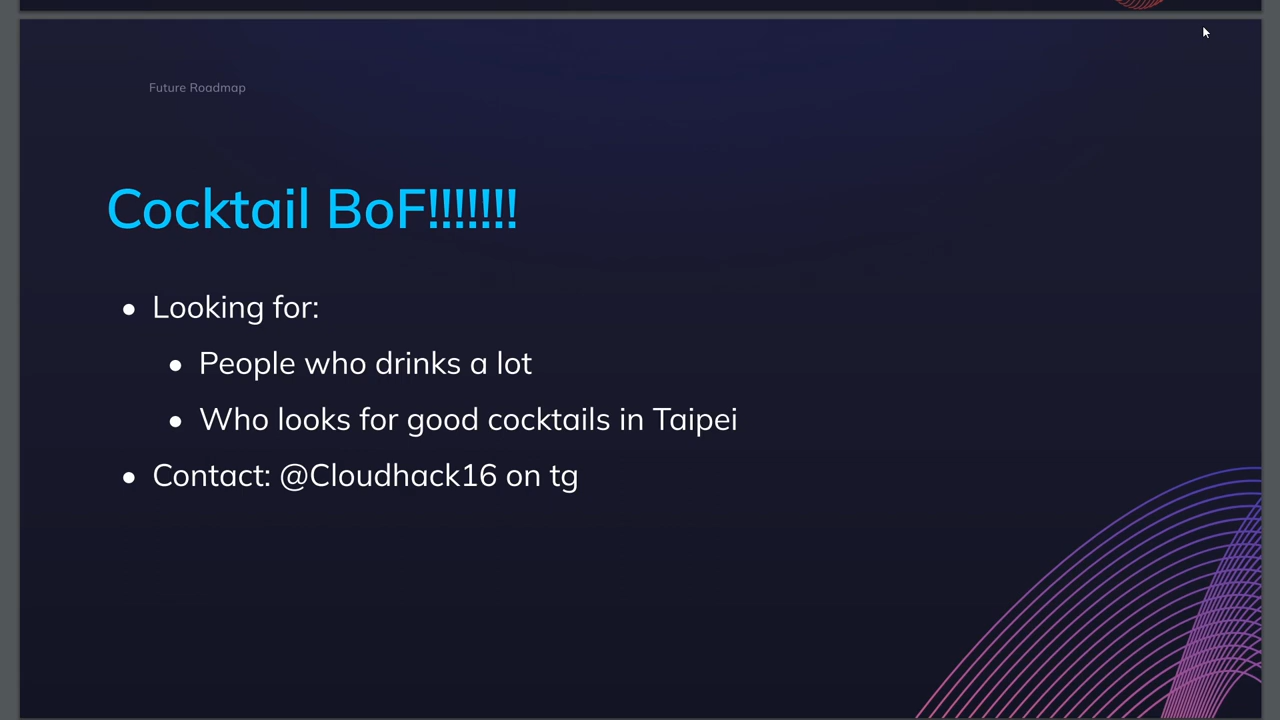 Future Roadmap
Cocktail BoF!!!!!!!
Looking for:
People who drinks a lot
Who looks for good cocktails in Taipei
Contact: @Cloudhack16 on tg